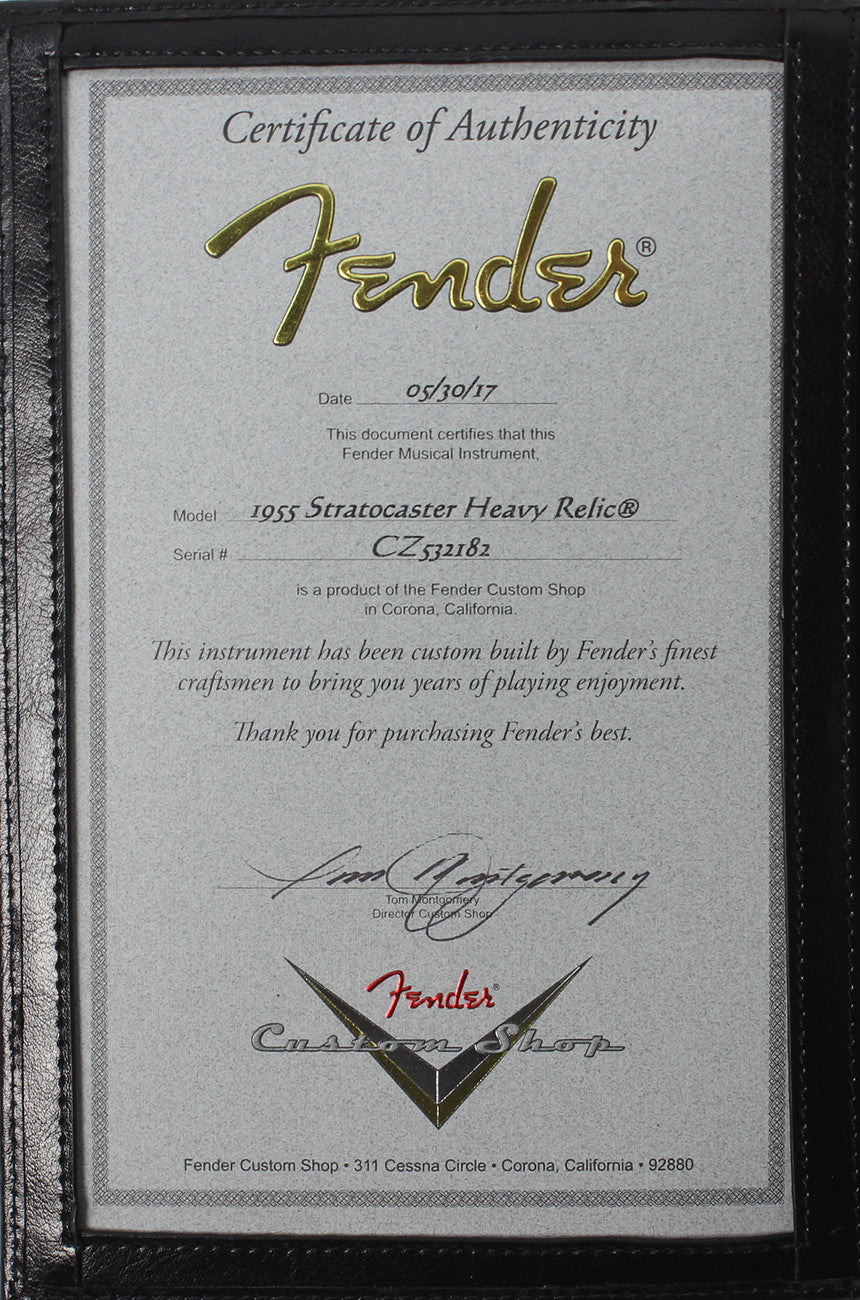 Certificate of Authenticity
Fender®
Date 05/30/17
This document certifies that this
Fender Musical Instrument,
Model 1955 Stratocaster Heavy Relic®
Serial # CZ532182
is a product of the Fender Custom Shop
in Corona, California.
This instrument has been custom built by Fender's finest
craftsmen to bring you years of playing enjoyment.
Thank you for purchasing Fender's best.
Tom Montgomery
Tom Montgomery
Director Custom Shop
Fender®
Custom Shop
Fender Custom Shop • 311 Cessna Circle • Corona, California • 92880